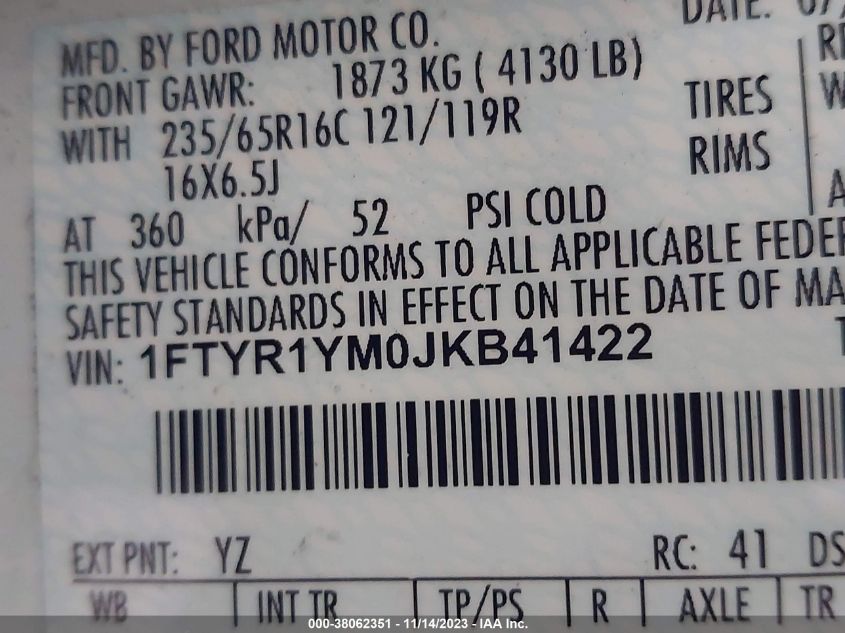 DATE:
MFD. BY FORD MOTOR CO.
FRONT GAWR: 1873 KG ( 4130 LB)
WITH 235/65R16C 121/119R TIRES
16X6.5J RIMS
AT 360 kPa/ 52 PSI COLD
THIS VEHICLE CONFORMS TO ALL APPLICABLE FEDER
SAFETY STANDARDS IN EFFECT ON THE DATE OF MA
VIN: 1FTYR1YM0JKB41422
EXT PNT: YZ RC: 41 DS
WB INT TR TP/PS R AXLE TR
000-38062351 - 11/14/2023 - IAA Inc.